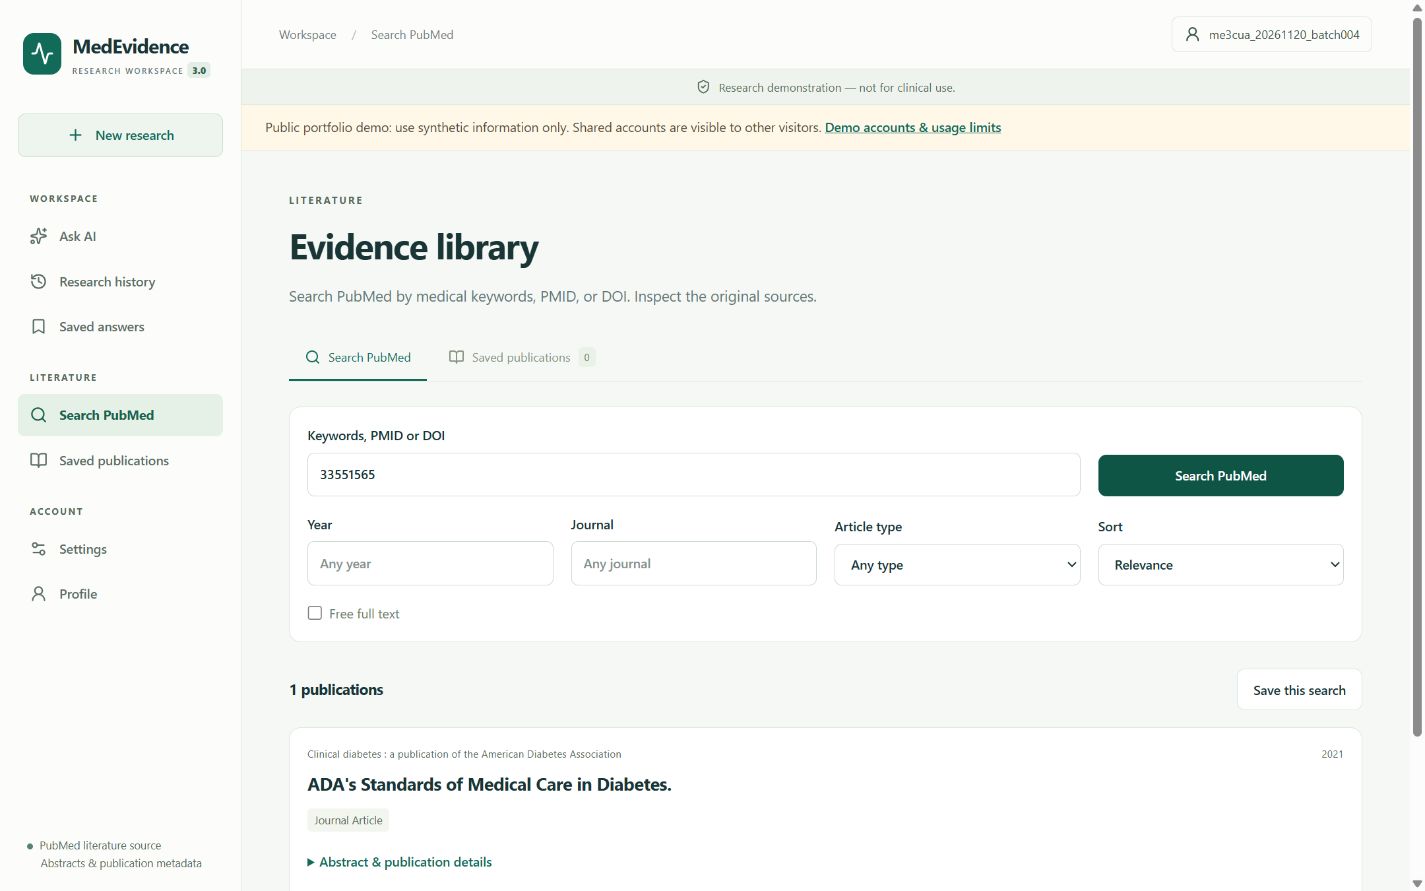 MedEvidence
RESEARCH WORKSPACE 3.0
New research
WORKSPACE
Ask AI
Research history
Saved answers
LITERATURE
Search PubMed
Saved publications
ACCOUNT
Settings
Profile
PubMed literature source
Abstracts & publication metadata
Workspace / Search PubMed
me3cua_20261120_batch004
Research demonstration — not for clinical use.
Public portfolio demo: use synthetic information only. Shared accounts are visible to other visitors. Demo accounts & usage limits
LITERATURE
Evidence library
Search PubMed by medical keywords, PMID, or DOI. Inspect the original sources.
Search PubMed
Saved publications 0
Keywords, PMID or DOI
33551565
Search PubMed
Year
Journal
Article type
Sort
Any year
Any journal
Any type
Relevance
Free full text
1 publications
Save this search
Clinical diabetes : a publication of the American Diabetes Association
2021
ADA's Standards of Medical Care in Diabetes.
Journal Article
Abstract & publication details